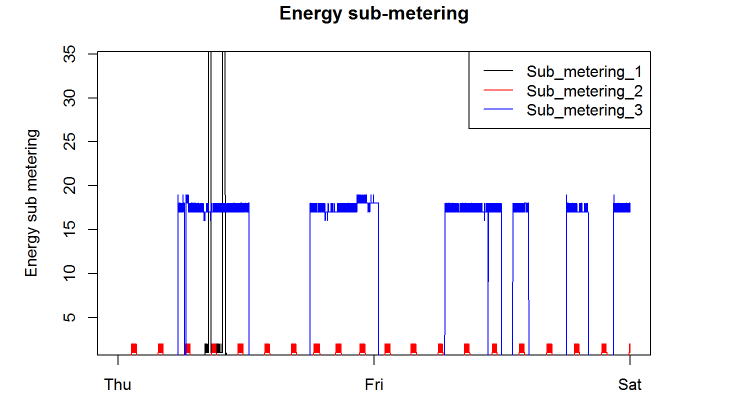 Energy sub-metering
Energy sub metering
35
30
25
20
15
10
5
Sub_metering_1
Sub_metering_2
Sub_metering_3
Thu Fri Sat